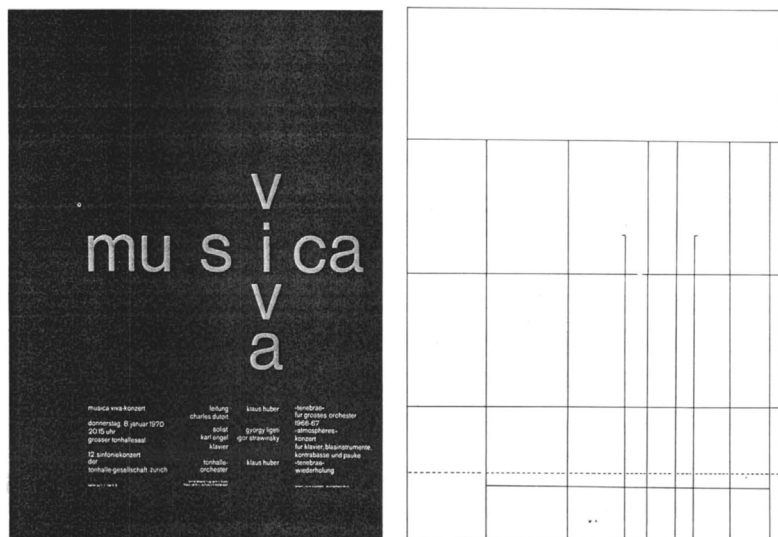 v
musica
v
a
musica viva-konzert
donnerstag, 8. januar 1970
20.15 uhr
grosser tonhallesaal
12. sinfoniekonzert
der
tonhalle-gesellschaft zürich
leitung
charles dutoit
solist
karl engel
klavier
tonhalle-
orchester
klaus huber
györgy ligeti
igor strawinsky
klaus huber
«tenebrae»
für grosses orchester
1966-67
«atmosphères»
konzert
für klavier, blasinstrumente,
kontrabässe und pauke
«tenebrae»
wiederholung